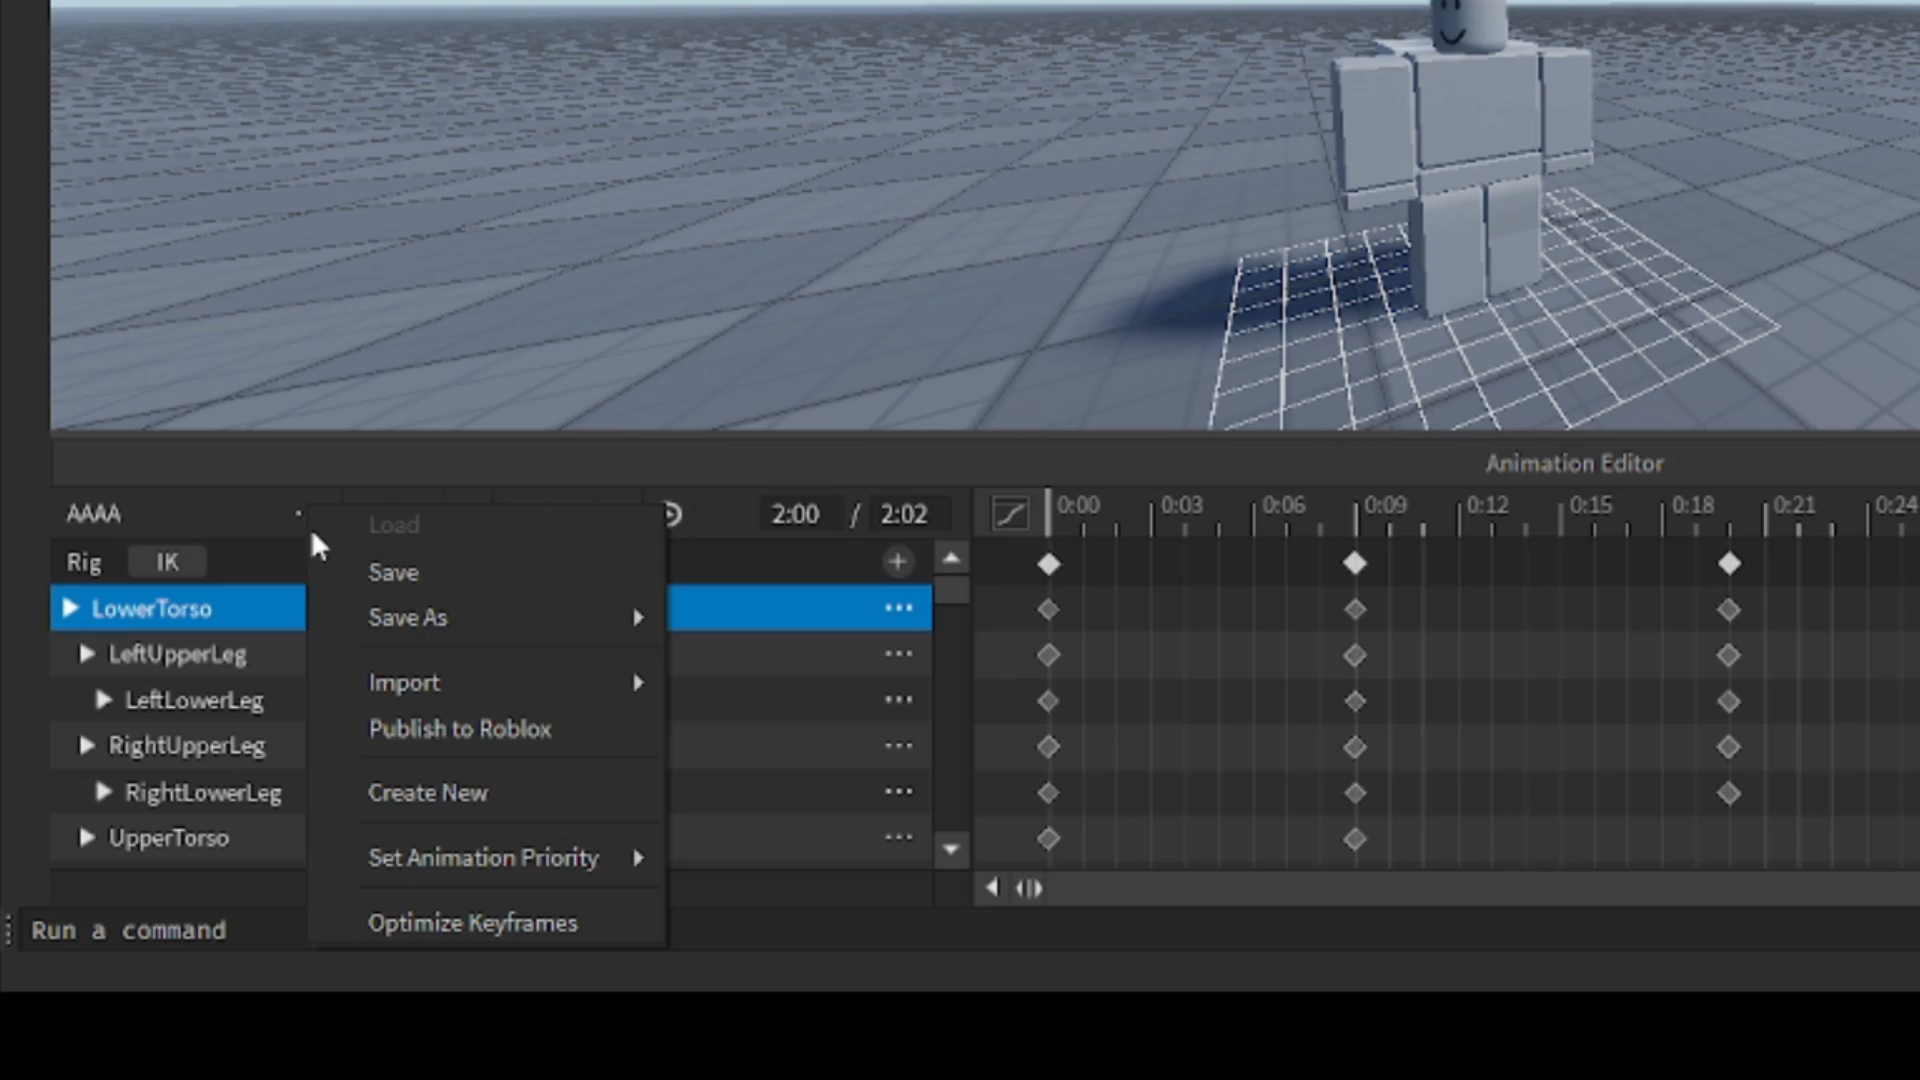 Animation Editor
AAAA
2:00 / 2:02
0:00 0:03 0:06 0:09 0:12 0:15 0:18 0:21 0:24
Load
Rig IK
Save
LowerTorso
Save As
LeftUpperLeg
Import
LeftLowerLeg
Publish to Roblox
RightUpperLeg
RightLowerLeg
Create New
UpperTorso
Set Animation Priority
Optimize Keyframes
Run a command